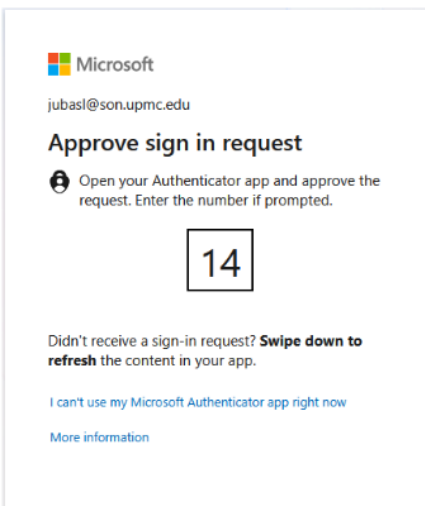 Microsoft
jubasl@son.upmc.edu
Approve sign in request
Open your Authenticator app and approve the
request. Enter the number if prompted.
14
Didn't receive a sign-in request? Swipe down to
refresh the content in your app.
I can't use my Microsoft Authenticator app right now
More information